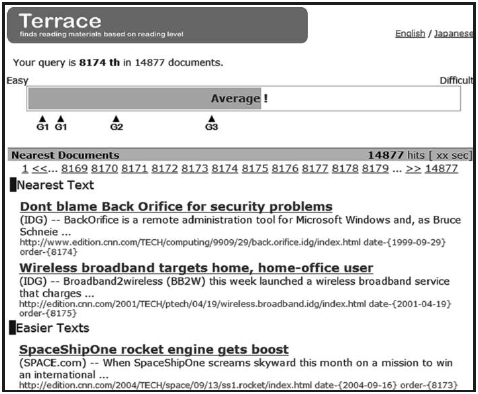 Terrace
finds reading materials based on reading level
English / Japanese
Your query is 8174 th in 14877 documents.
Easy Difficult
Average !
G1 G1 G2 G3
Nearest Documents 14877 hits [ xx sec]
1 <<... 8169 8170 8171 8172 8173 8174 8175 8176 8177 8178 8179 ... >> 14877
Nearest Text
Dont blame Back Orifice for security problems
(IDG) -- BackOrifice is a remote administration tool for Microsoft Windows and, as Bruce
Schneie ...
http://www.edition.cnn.com/TECH/computing/9909/29/back.orifice.idg/index.html date-{1999-09-29}
order-{8174}
Wireless broadband targets home, home-office user
(IDG) -- Broadband2wireless (BB2W) this week launched a wireless broadband service
that charges ...
http://edition.cnn.com/2001/TECH/ptech/04/19/wireless.broadband.idg/index.html date-{2001-04-19}
order-{8175}
Easier Texts
SpaceShipOne rocket engine gets boost
(SPACE.com) -- When SpaceShipOne screams skyward this month on a mission to win
an international ...
http://edition.cnn.com/2004/TECH/space/09/13/ss1.rocket/index.html date-{2004-09-16} order-{8173}